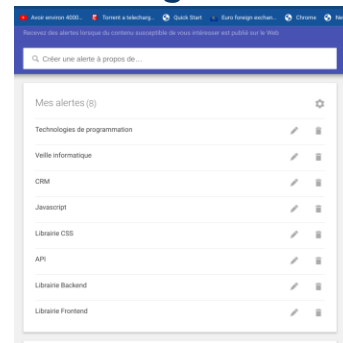 Avoir environ 4000... Torrent a telecharg... Quick Start Euro foreign exchan... Chrome Ne
Recevez des alertes lorsque du contenu susceptible de vous intéresser est publié sur le Web
Créer une alerte à propos de...
Mes alertes (8)
Technologies de programmation
Veille informatique
CRM
Javascript
Librairie CSS
API
Librairie Backend
Librairie Frontend